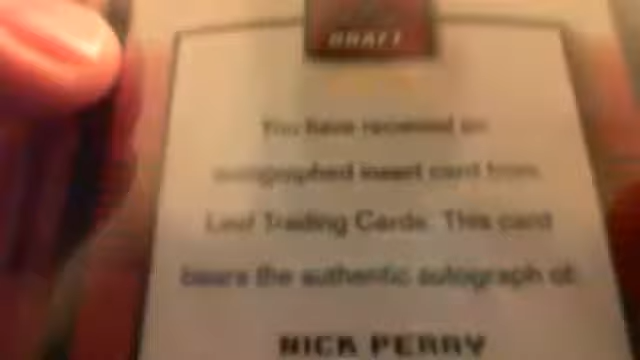 DRAFT
You have received an
autographed insert card from
Leaf Trading Cards. This card
bears the authentic autograph of:
NICK PERRY